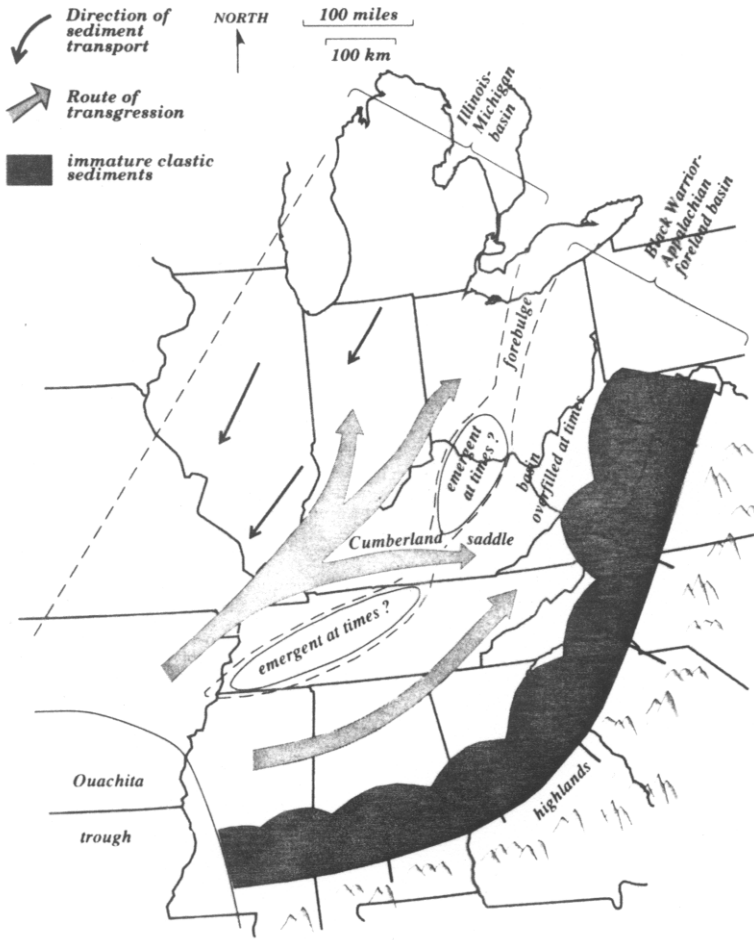 Direction of
sediment
transport
Route of
transgression
immature clastic
sediments
NORTH
100 miles
100 km
Illinois-
Michigan
basin
Black Warrior-
Appalachian
foreland basin
forebulge
emergent
at times ?
basin
overfilled at times
Cumberland saddle
emergent at times ?
Ouachita
trough
highlands